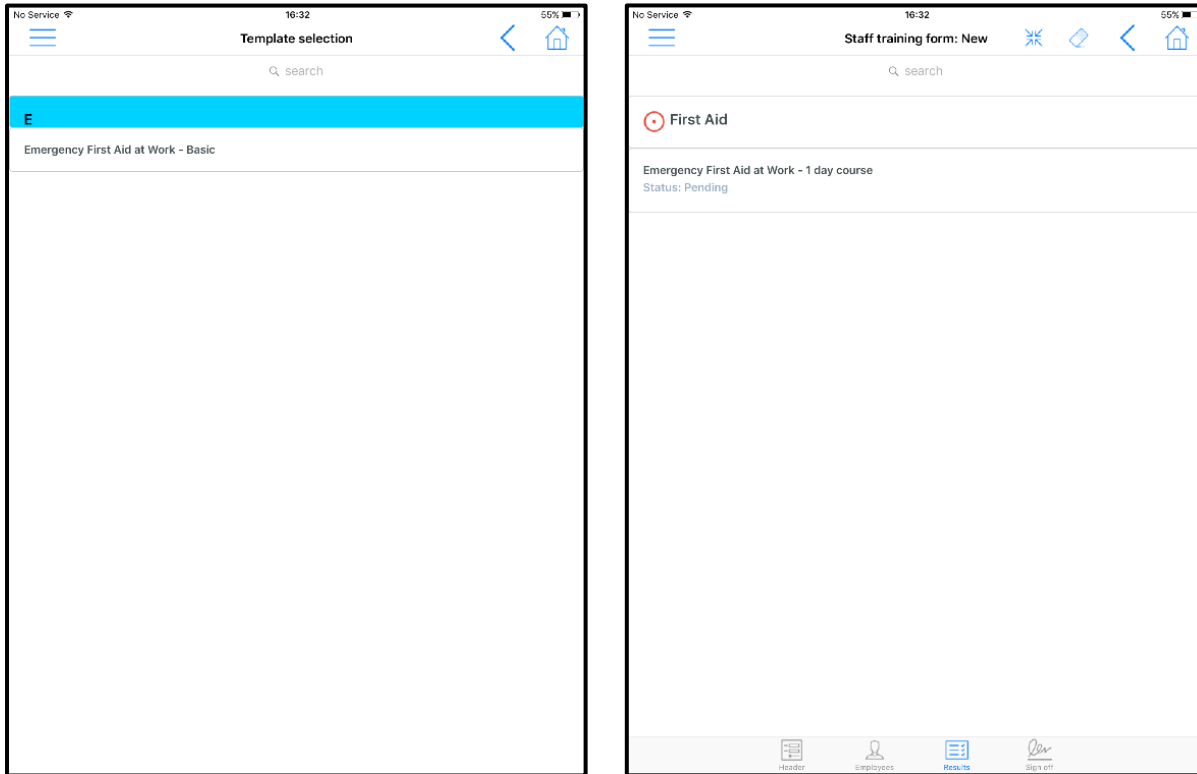 No Service 16:32 55%
Template selection
search
E
Emergency First Aid at Work - Basic
No Service 16:32 55%
Staff training form: New
search
First Aid
Emergency First Aid at Work - 1 day course
Status: Pending
Header Employees Results Sign off